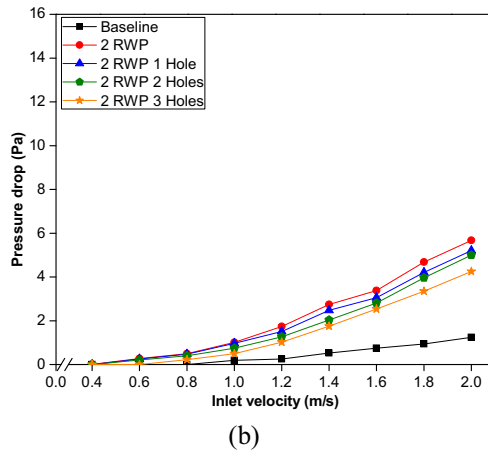 16
14
12
10
8
6
4
2
0
Pressure drop (Pa)
Baseline
2 RWP
2 RWP 1 Hole
2 RWP 2 Holes
2 RWP 3 Holes
0.0 0.4 0.6 0.8 1.0 1.2 1.4 1.6 1.8 2.0
Inlet velocity (m/s)
(b)